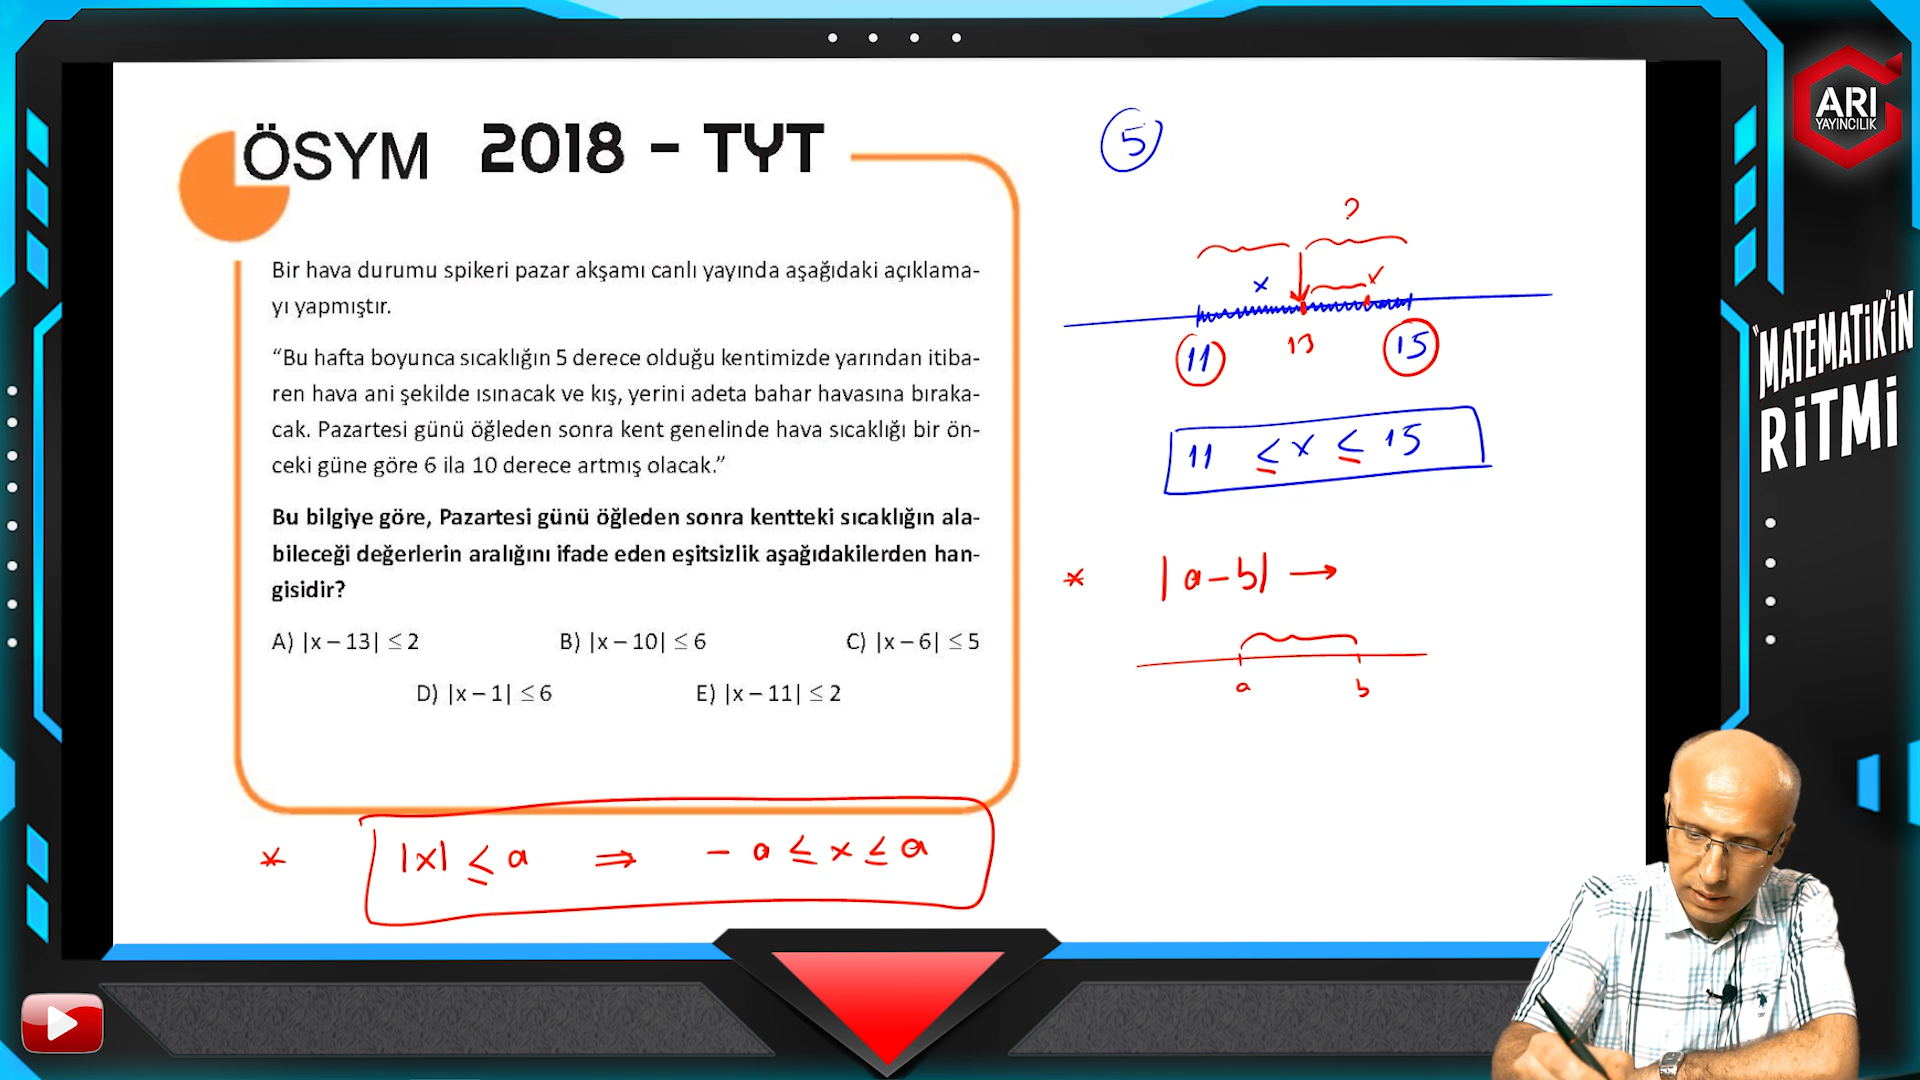 ÖSYM 2018 - TYT
Bir hava durumu spikeri pazar akşamı canlı yayında aşağıdaki açıklama-
yı yapmıştır.
“Bu hafta boyunca sıcaklığın 5 derece olduğu kentimizde yarından itiba-
ren hava ani şekilde ısınacak ve kış, yerini adeta bahar havasına bıraka-
cak. Pazartesi günü öğleden sonra kent genelinde hava sıcaklığı bir ön-
ceki güne göre 6 ila 10 derece artmış olacak.”
Bu bilgiye göre, Pazartesi günü öğleden sonra kentteki sıcaklığın ala-
bileceği değerlerin aralığını ifade eden eşitsizlik aşağıdakilerden han-
gisidir?
A) |x – 13| ≤ 2 B) |x – 10| ≤ 6 C) |x – 6| ≤ 5
D) |x – 1| ≤ 6 E) |x – 11| ≤ 2
* |x| ≤ a ⇒ - a ≤ x ≤ a
5
?
x x
11 13 15
11 ≤ x ≤ 15
* |a-b| →
a b
ARI
YAYINCILIK
"MATEMATİK"İN
RİTMİ